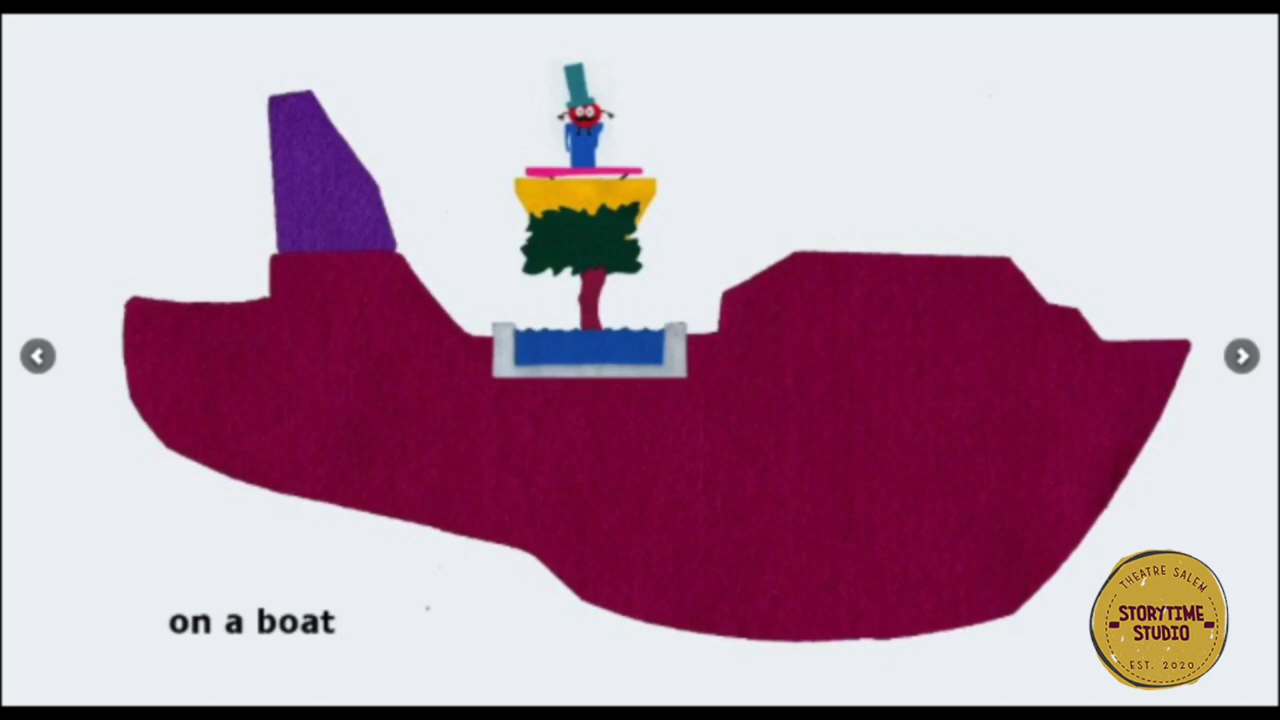 on a boat
THEATRE SALEM
STORYTIME
STUDIO
EST. 2020